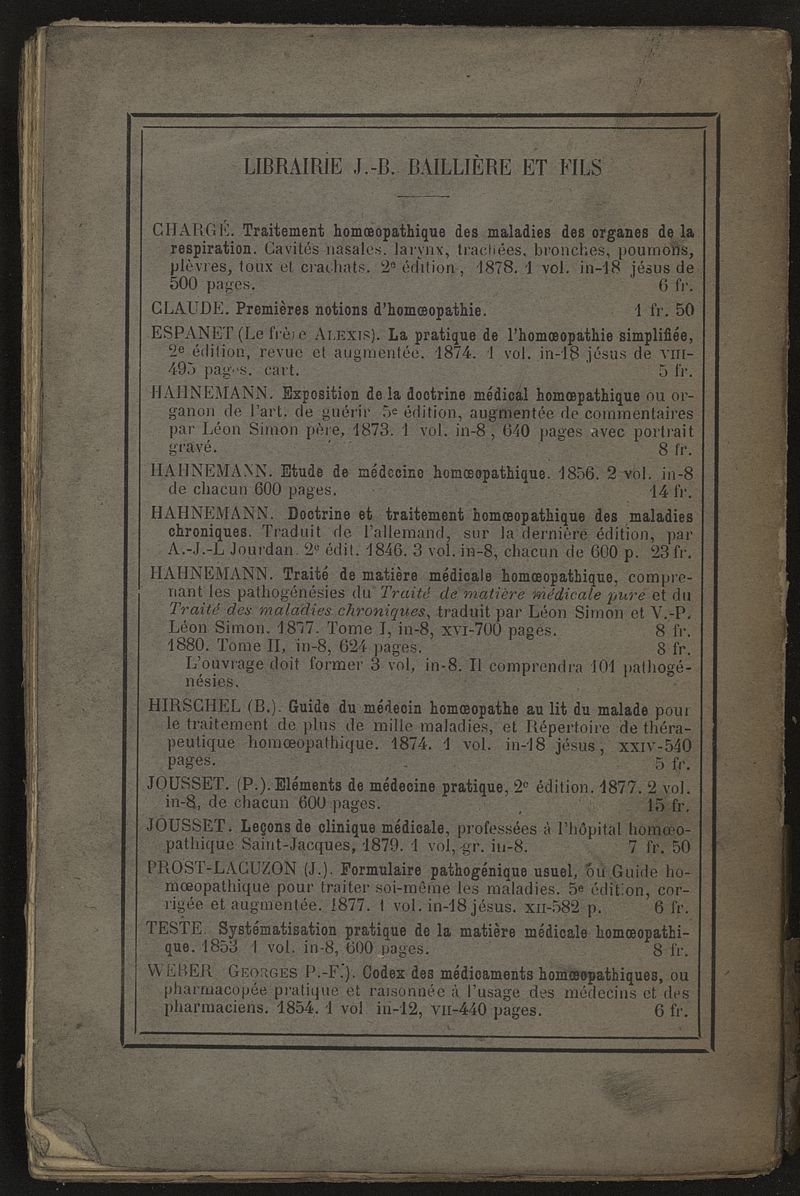 LIBRAIRIE J.-B. BAILLIÈRE ET FILS
CHARGÉ. Traitement homœopathique des maladies des organes de la
respiration. Cavités nasales, larynx, trachées, bronches, poumons,
plèvres, toux et crachats. 2e édition, 1878. 1 vol. in-18 jésus de
500 pages. 6 fr.
CLAUDE. Premières notions d'homœopathie. 1 fr. 50
ESPANET (Le frère ALEXIS). La pratique de l'homœopathie simplifiée,
2e édition, revue et augmentée. 1874. 1 vol. in-18 jésus de VIII-
495 pages. cart. 5 fr.
HAHNEMANN. Exposition de la doctrine médical homœpathique ou or-
ganon de l'art. de guérir 5e édition, augmentée de commentaires
par Léon Simon père, 1873. 1 vol. in-8, 640 pages avec portrait
gravé. 8 fr.
HAHNEMANN. Etude de médecine homœopathique. 1856. 2 vol. in-8
de chacun 600 pages. 14 fr.
HAHNEMANN. Doctrine et traitement homœopathique des maladies
chroniques. Traduit de l'allemand, sur la dernière édition, par
A.-J.-L Jourdan. 2e édit. 1846. 3 vol. in-8, chacun de 600 p. 23 fr.
HAHNEMANN. Traité de matière médicale homœopathique, compre-
nant les pathogénésies du Traité de matière médicale pure et du
Traité des maladies chroniques, traduit par Léon Simon et V.-P.
Léon Simon. 1877. Tome I, in-8, XVI-700 pages. 8 fr.
1880. Tome II, in-8, 624 pages. 8 fr.
L'ouvrage doit former 3 vol, in-8. Il comprendra 101 pathogé-
nésies.
HIRSCHEL (B.). Guide du médecin homœopathe au lit du malade pour
le traitement de plus de mille maladies, et Répertoire de théra-
peutique homœopathique. 1874. 1 vol. in-18 jésus, XXIV-540
pages. 5 fr.
JOUSSET. (P.). Eléments de médecine pratique, 2e édition. 1877. 2 vol.
in-8, de chacun 600 pages. 15 fr.
JOUSSET. Leçons de clinique médicale, professées à l'hôpital homœo-
pathique Saint-Jacques, 1879. 1 vol, gr. in-8. 7 fr. 50
PROST-LACUZON (J.). Formulaire pathogénique usuel, ou Guide ho-
mœopathique pour traiter soi-même les maladies. 5e édition, cor-
rigée et augmentée. 1877. 1 vol. in-18 jésus. XII-582 p. 6 fr.
TESTE. Systématisation pratique de la matière médicale homœopathi-
que. 1853 1 vol. in-8, 600 pages. 8 fr.
WEBER GEORGES P.-F.). Codex des médicaments homœopathiques, ou
pharmacopée pratique et raisonnée à l'usage des médecins et des
pharmaciens. 1854. 1 vol in-12, VII-440 pages. 6 fr.